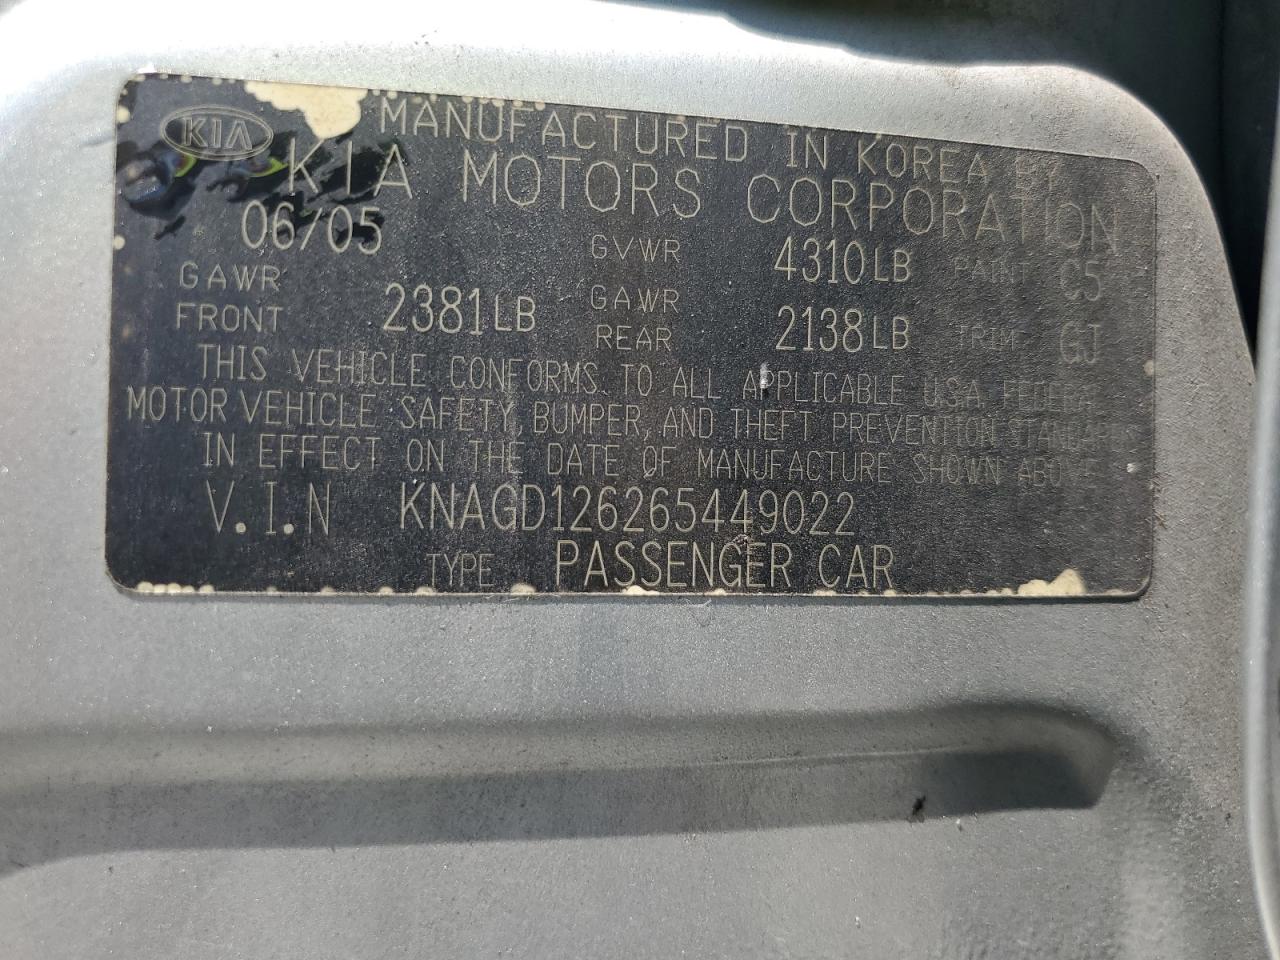 KIA
MANUFACTURED IN KOREA BY
KIA MOTORS CORPORATION
06/05 GVWR 4310LB PAINT C5
GAWR FRONT 2381LB GAWR REAR 2138LB TRIM GJ
THIS VEHICLE CONFORMS TO ALL APPLICABLE U.S.A. FEDERAL
MOTOR VEHICLE SAFETY, BUMPER, AND THEFT PREVENTION STANDARDS
IN EFFECT ON THE DATE OF MANUFACTURE SHOWN ABOVE
V.I.N KNAGD126265449022
TYPE PASSENGER CAR